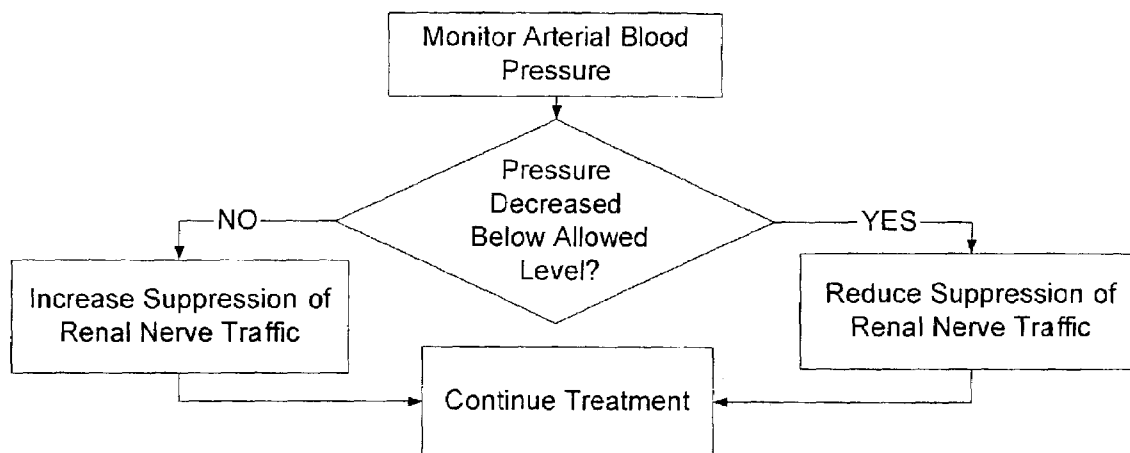 Monitor Arterial Blood
Pressure
Pressure
Decreased
Below Allowed
Level?
NO
YES
Increase Suppression of
Renal Nerve Traffic
Reduce Suppression of
Renal Nerve Traffic
Continue Treatment